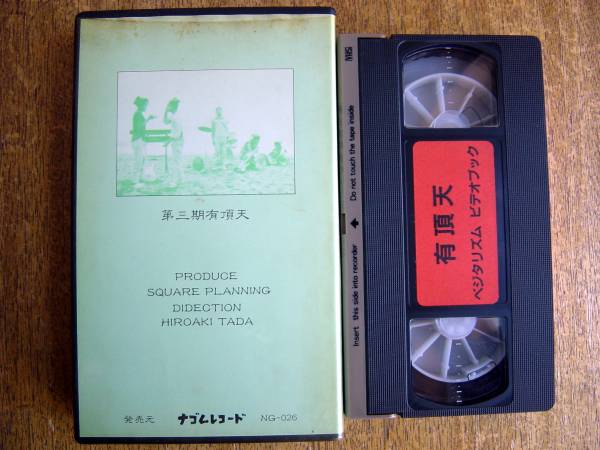 第三期有頂天
PRODUCE
SQUARE PLANNING
DIDECTION
HIROAKI TADA
発売元 ナゴムレコード NG-026
VHS
Do not touch the tape inside
Insert this side into recorder
有頂天
ベジタリズム ビデオブック